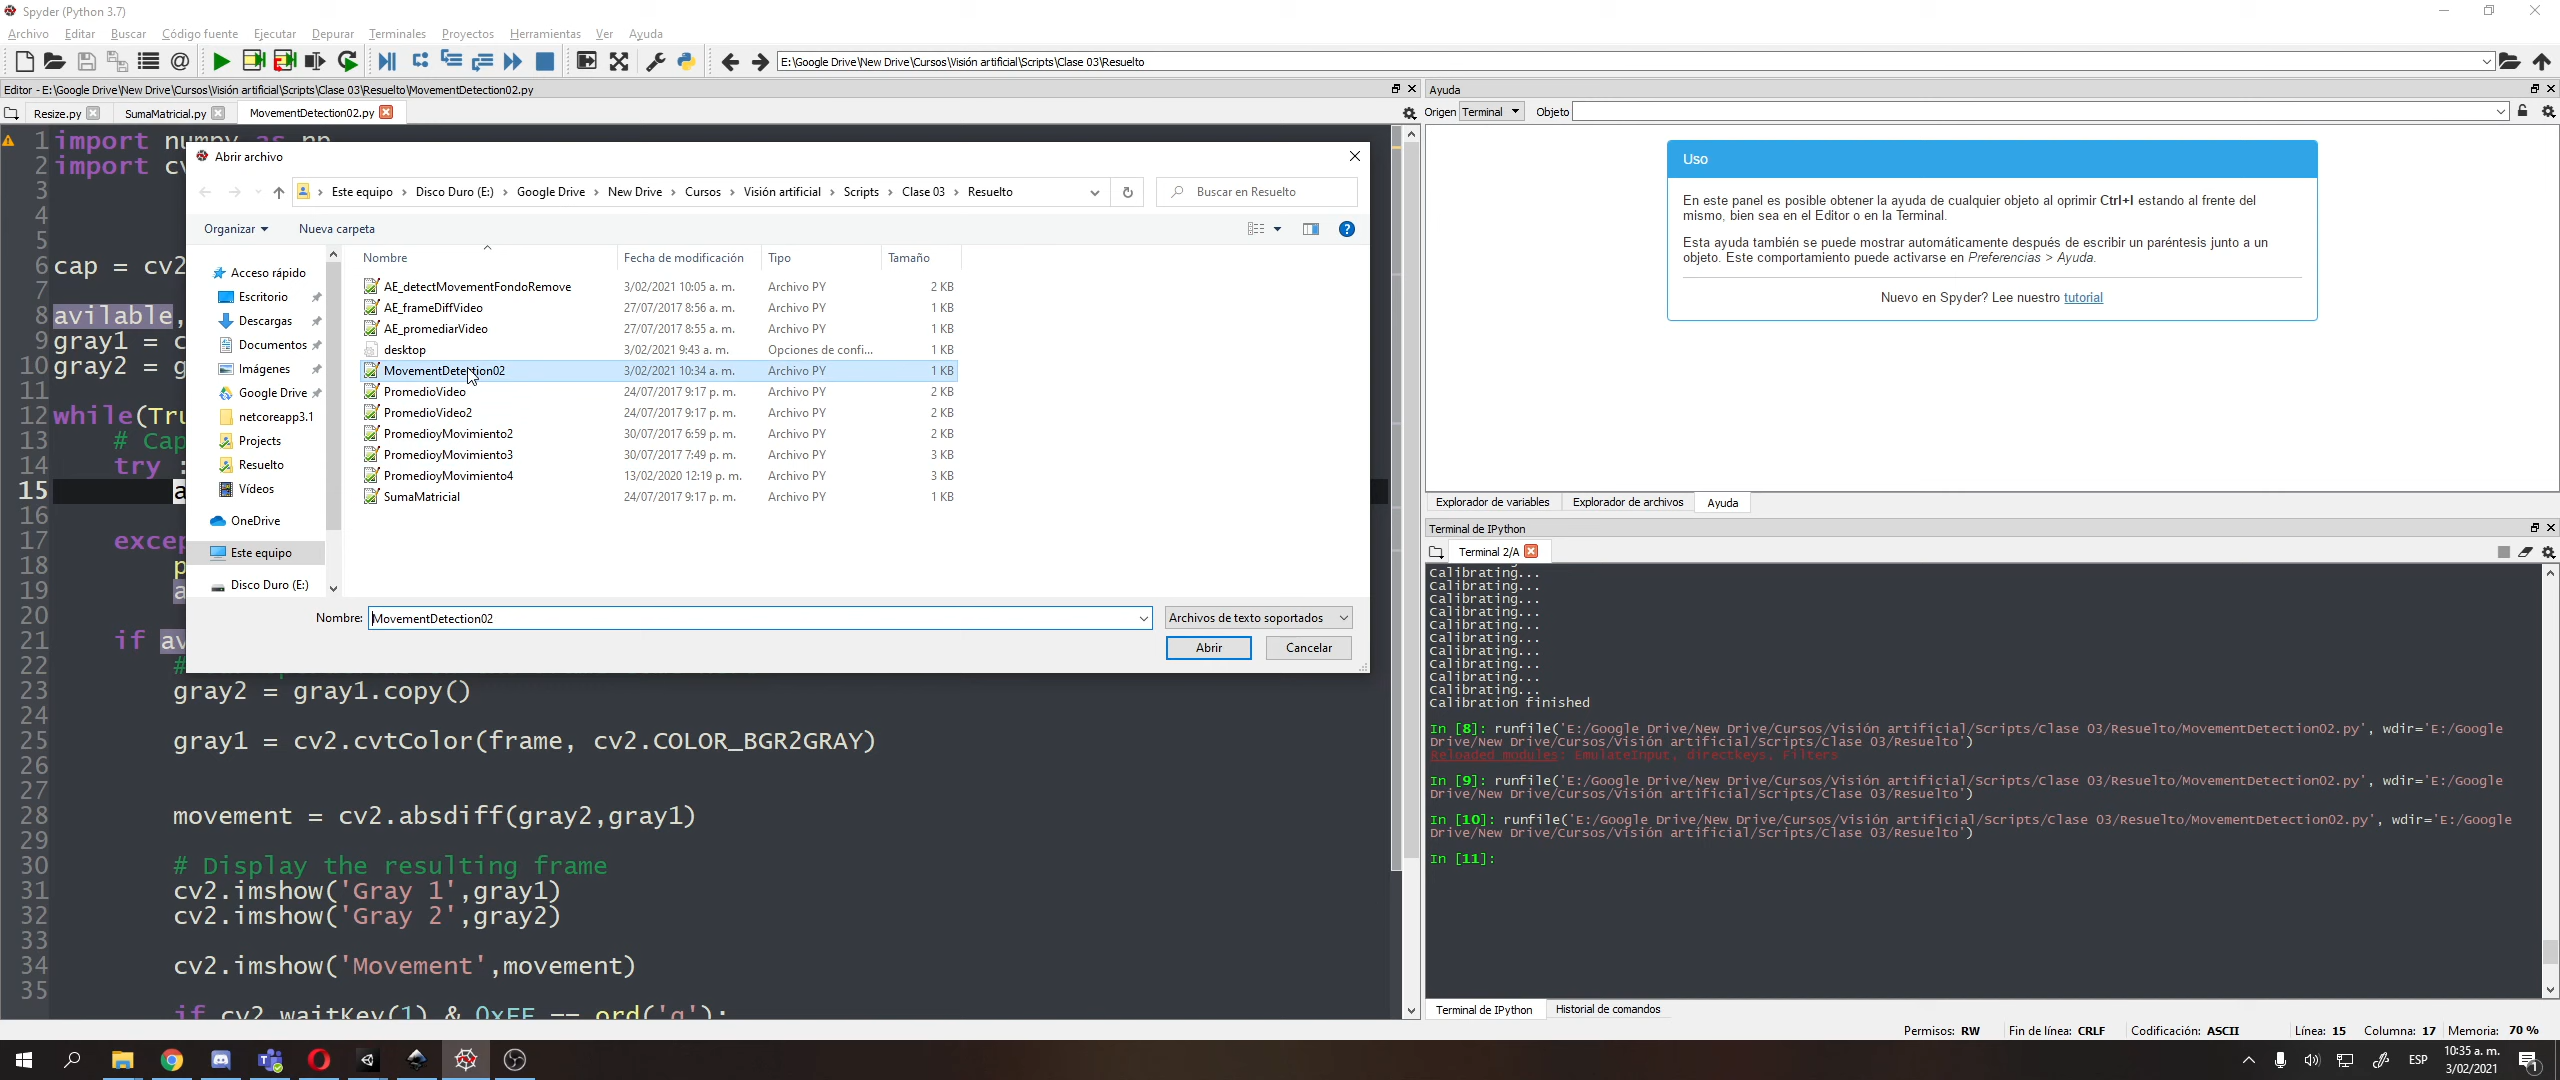 Spyder (Python 3.7)
Archivo Editar Buscar Código fuente Ejecutar Depurar Terminales Proyectos Herramientas Ver Ayuda
E:\Google Drive\New Drive\Cursos\Visión artificial\Scripts\Clase 03\Resuelto
Editor - E:\Google Drive\New Drive\Cursos\Visión artificial\Scripts\Clase 03\Resuelto\MovementDetection02.py
Resize.py SumaMatricial.py MovementDetection02.py
1 import numpy as np
2 import cv
3
4
5
6 cap = cv2
7
8 avilable,
9 gray1 = c
10 gray2 = g
11
12 while(Tru
13 # Cap
14 try :
15 a
16
17 excep
18 p
19 a
20
21 if av
22 #
23 gray2 = gray1.copy()
24
25 gray1 = cv2.cvtColor(frame, cv2.COLOR_BGR2GRAY)
26
27
28 movement = cv2.absdiff(gray2,gray1)
29
30 # Display the resulting frame
31 cv2.imshow('Gray 1',gray1)
32 cv2.imshow('Gray 2',gray2)
33
34 cv2.imshow('Movement',movement)
35
if cv2.waitKey(1) & 0xFF == ord('q'):
Abrir archivo
Este equipo > Disco Duro (E:) > Google Drive > New Drive > Cursos > Visión artificial > Scripts > Clase 03 > Resuelto
Buscar en Resuelto
Organizar Nueva carpeta
Acceso rápido
Escritorio
Descargas
Documentos
Imágenes
Google Drive
netcoreapp3.1
Projects
Resuelto
Vídeos
OneDrive
Este equipo
Disco Duro (E:)
Nombre Fecha de modificación Tipo Tamaño
AE_detectMovementFondoRemove 3/02/2021 10:05 a. m. Archivo PY 2 KB
AE_frameDiffVideo 27/07/2017 8:56 a. m. Archivo PY 1 KB
AE_promediarVideo 27/07/2017 8:55 a. m. Archivo PY 1 KB
desktop 3/02/2021 9:43 a. m. Opciones de confi... 1 KB
MovementDetection02 3/02/2021 10:34 a. m. Archivo PY 1 KB
PromedioVideo 24/07/2017 9:17 p. m. Archivo PY 2 KB
PromedioVideo2 24/07/2017 9:17 p. m. Archivo PY 2 KB
PromedioyMovimiento2 30/07/2017 6:59 p. m. Archivo PY 2 KB
PromedioyMovimiento3 30/07/2017 7:49 p. m. Archivo PY 3 KB
PromedioyMovimiento4 13/02/2020 12:19 p. m. Archivo PY 3 KB
SumaMatricial 24/07/2017 9:17 p. m. Archivo PY 1 KB
Nombre: MovementDetection02 Archivos de texto soportados
Abrir Cancelar
Ayuda
Origen Terminal Objeto
Uso
En este panel es posible obtener la ayuda de cualquier objeto al oprimir Ctrl+I estando al frente del
mismo, bien sea en el Editor o en la Terminal.
Esta ayuda también se puede mostrar automáticamente después de escribir un paréntesis junto a un
objeto. Este comportamiento puede activarse en Preferencias > Ayuda.
Nuevo en Spyder? Lee nuestro tutorial
Explorador de variables Explorador de archivos Ayuda
Terminal de IPython
Terminal 2/A
Calibrating...
Calibrating...
Calibrating...
Calibrating...
Calibrating...
Calibrating...
Calibrating...
Calibrating...
Calibrating...
Calibrating...
Calibration finished
In [8]: runfile('E:/Google Drive/New Drive/Cursos/Visión artificial/Scripts/Clase 03/Resuelto/MovementDetection02.py', wdir='E:/Google
Drive/New Drive/Cursos/Visión artificial/Scripts/Clase 03/Resuelto')
Reloaded modules: EmulateInput, directkeys, Filters
In [9]: runfile('E:/Google Drive/New Drive/Cursos/Visión artificial/Scripts/Clase 03/Resuelto/MovementDetection02.py', wdir='E:/Google
Drive/New Drive/Cursos/Visión artificial/Scripts/Clase 03/Resuelto')
In [10]: runfile('E:/Google Drive/New Drive/Cursos/Visión artificial/Scripts/Clase 03/Resuelto/MovementDetection02.py', wdir='E:/Google
Drive/New Drive/Cursos/Visión artificial/Scripts/Clase 03/Resuelto')
In [11]:
Terminal de IPython Historial de comandos
Permisos: RW Fin de línea: CRLF Codificación: ASCII Línea: 15 Columna: 17 Memoria: 70 %
ESP
10:35 a. m.
3/02/2021
1